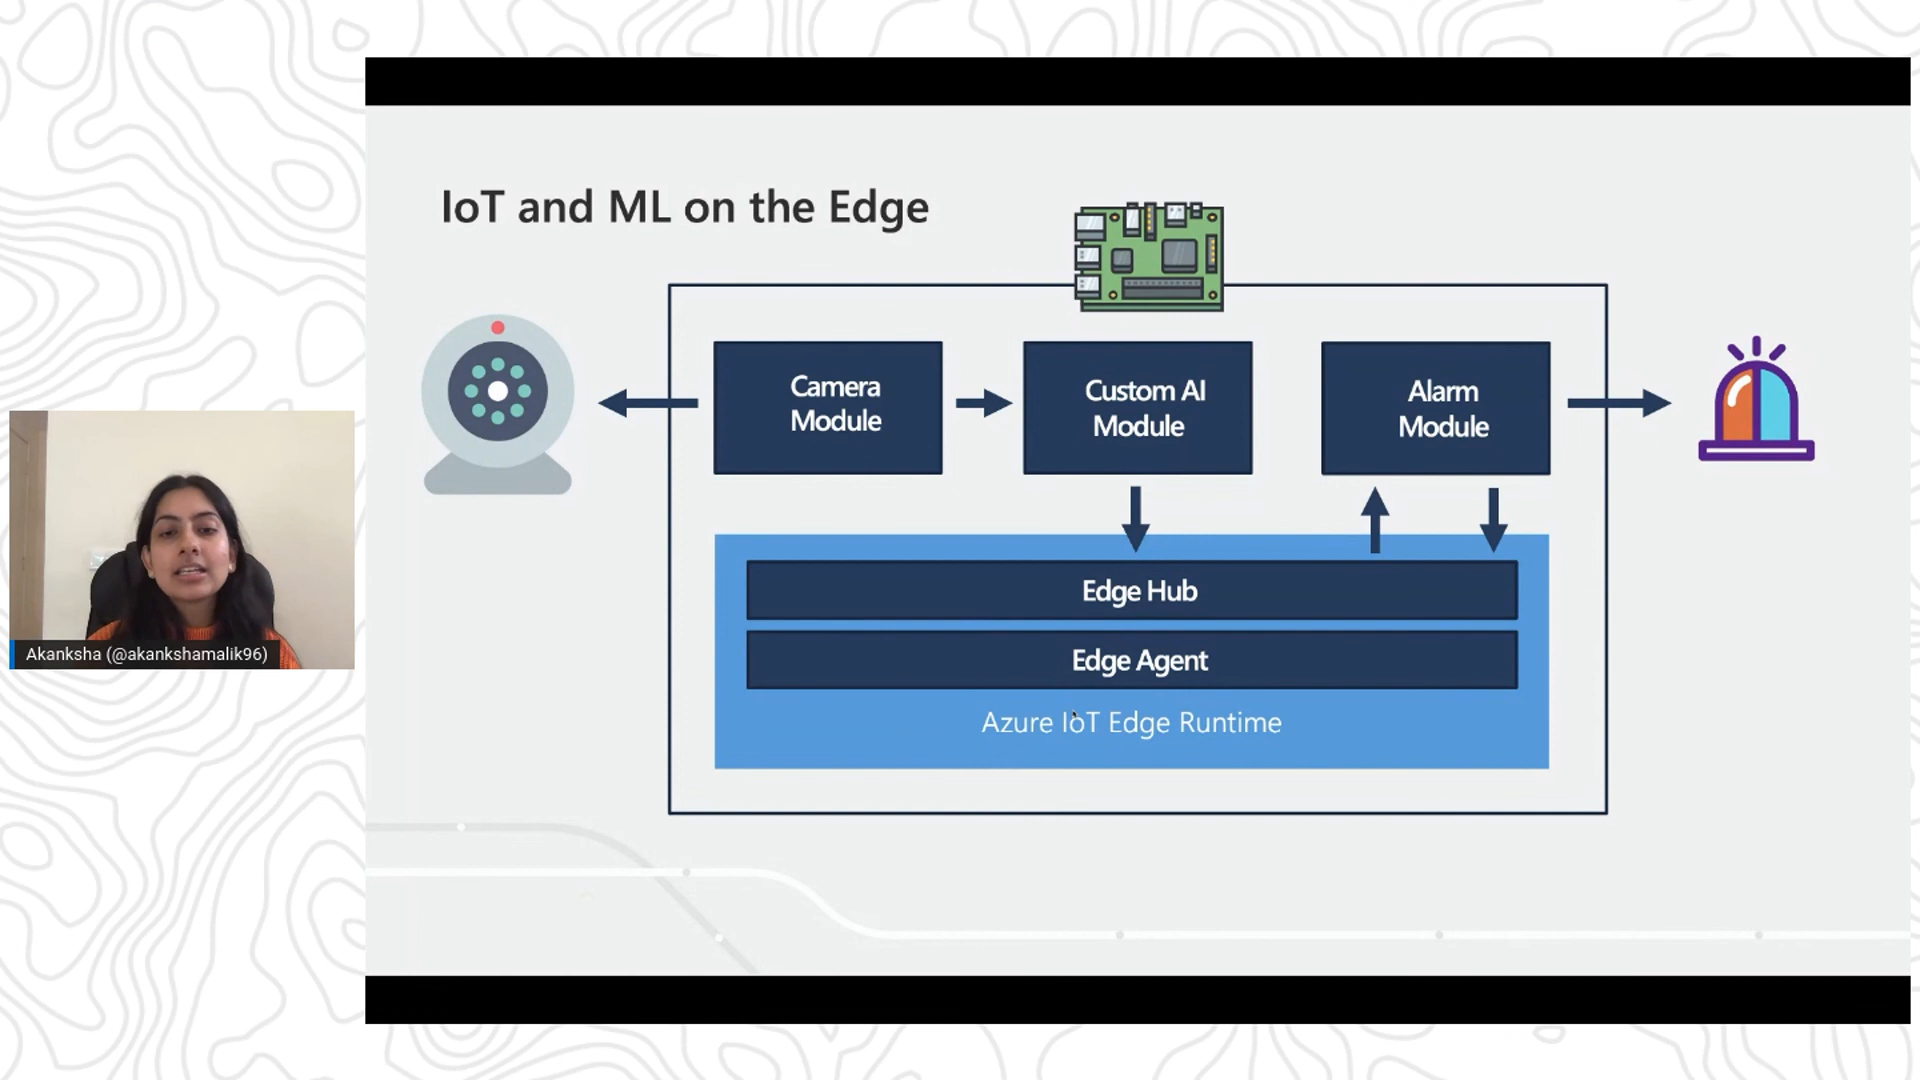 IoT and ML on the Edge
Camera
Module
Custom AI
Module
Alarm
Module
Edge Hub
Edge Agent
Azure IoT Edge Runtime
Akanksha (@akankshamalik96)